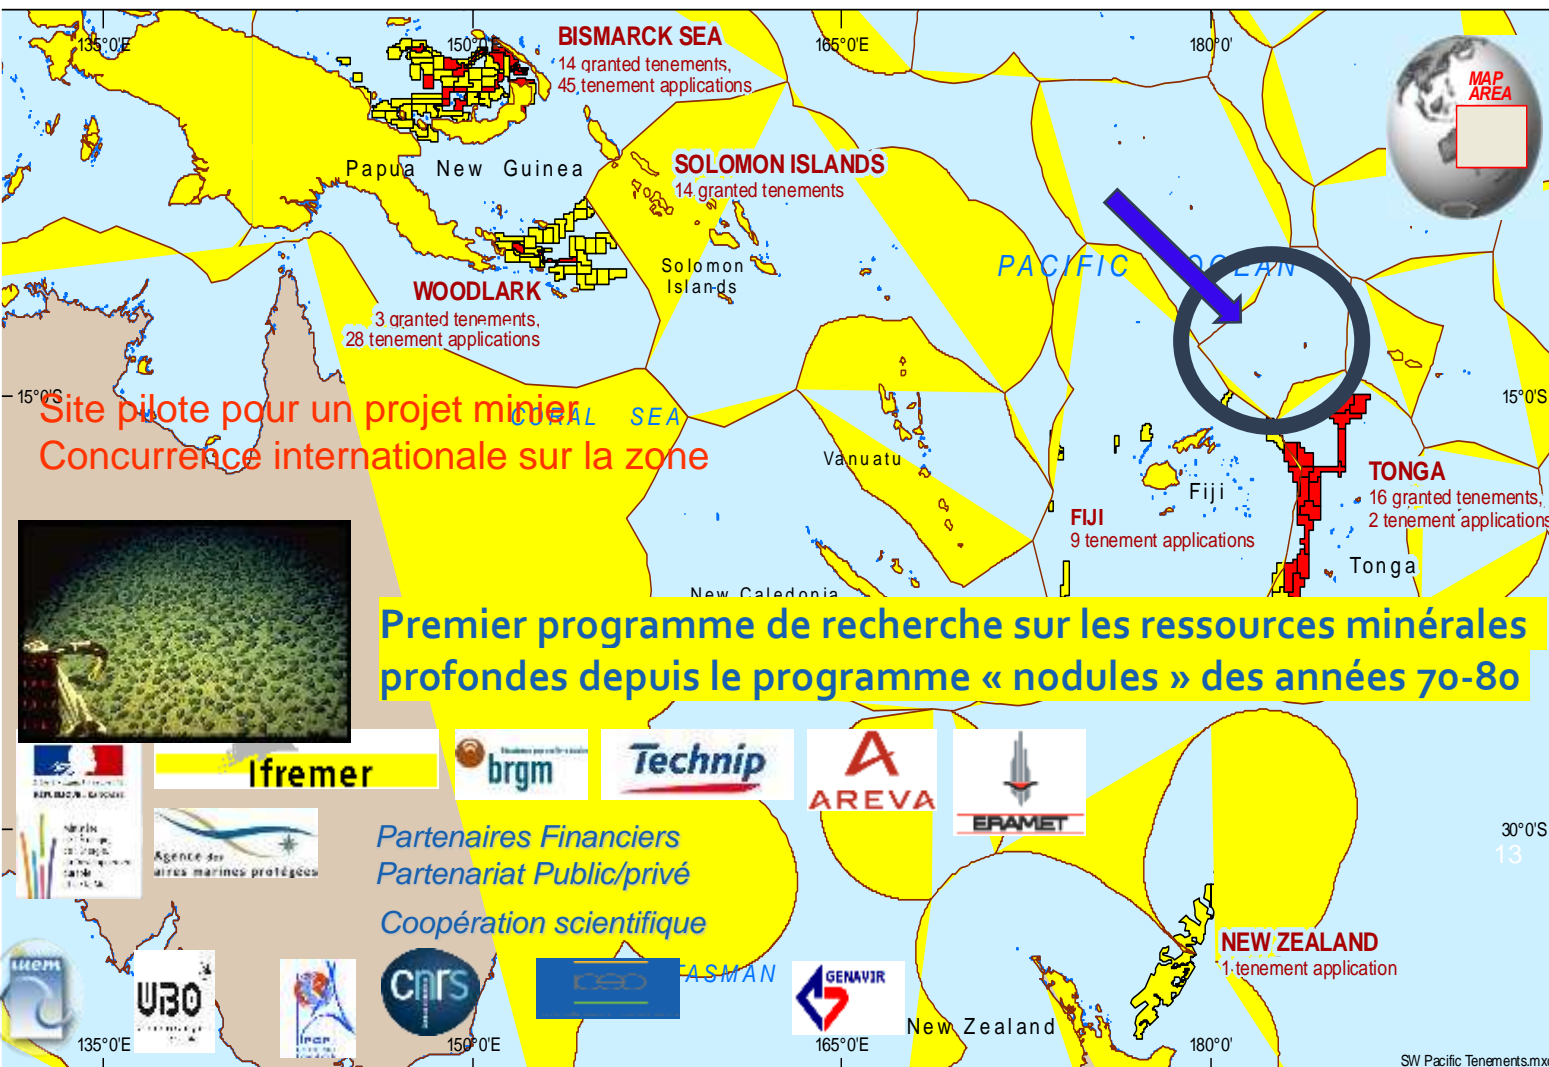 135°0'E
150°0'E
165°0'E
180°0'
BISMARCK SEA
14 granted tenements,
45 tenement applications
MAP
AREA
Papua New Guinea
SOLOMON ISLANDS
14 granted tenements
Solomon
Islands
PACIFIC OCEAN
WOODLARK
3 granted tenements,
28 tenement applications
15°0'S
15°0'S
Site pilote pour un projet minier
CORAL SEA
Concurrence internationale sur la zone
Vanuatu
Fiji
TONGA
16 granted tenements,
2 tenement applications
FIJI
9 tenement applications
Tonga
New Caledonia
Premier programme de recherche sur les ressources minérales
profondes depuis le programme « nodules » des années 70-80
Ifremer
brgm
Technip
AREVA
ERAMET
Agence des
aires marines protégées
Partenaires Financiers
Partenariat Public/privé
Coopération scientifique
30°0'S
13
iuem
UBO
cnrs
TASMAN
GENAVIR
NEW ZEALAND
1 tenement application
New Zealand
135°0'E
150°0'E
165°0'E
180°0'
SW Pacific Tenements.mx